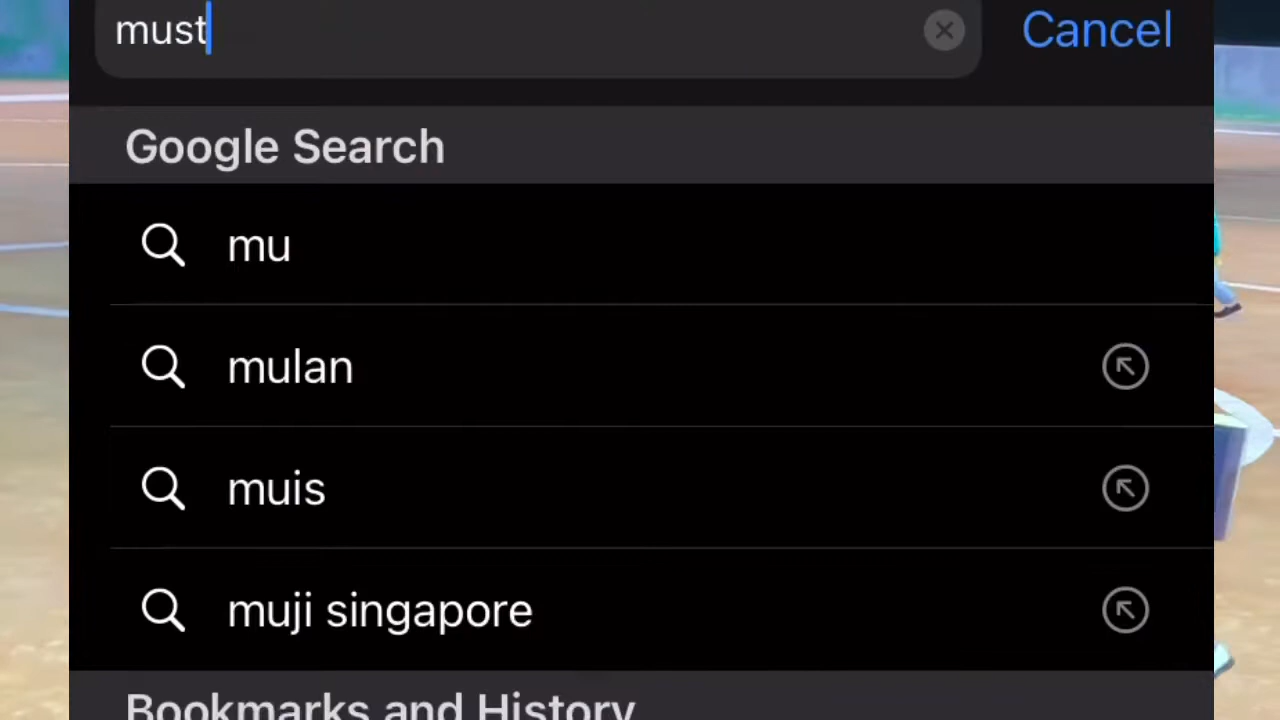 must
Cancel
Google Search
mu
mulan
muis
muji singapore
Bookmarks and History